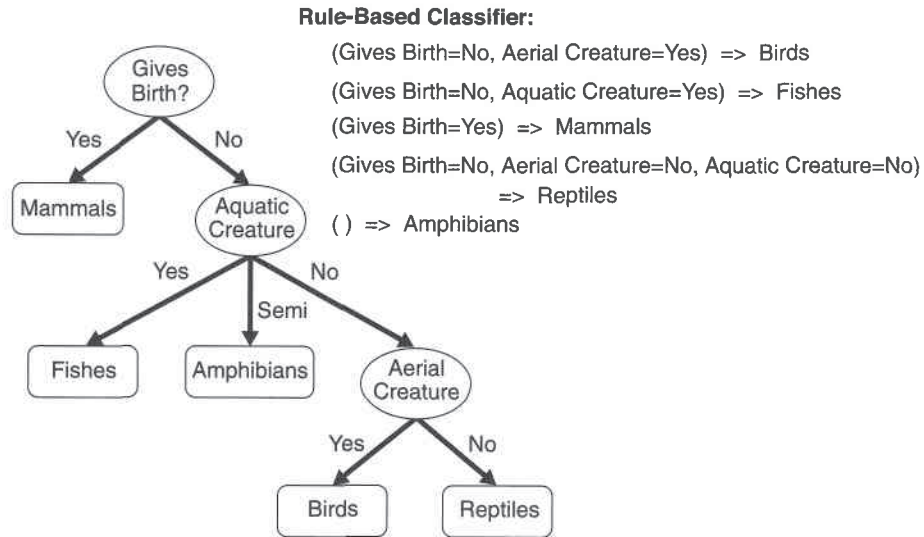 Rule-Based Classifier:
(Gives Birth=No, Aerial Creature=Yes) => Birds
(Gives Birth=No, Aquatic Creature=Yes) => Fishes
(Gives Birth=Yes) => Mammals
(Gives Birth=No, Aerial Creature=No, Aquatic Creature=No)
=> Reptiles
( ) => Amphibians
Gives
Birth?
Yes
No
Mammals
Aquatic
Creature
Yes
Semi
No
Fishes
Amphibians
Aerial
Creature
Yes
No
Birds
Reptiles